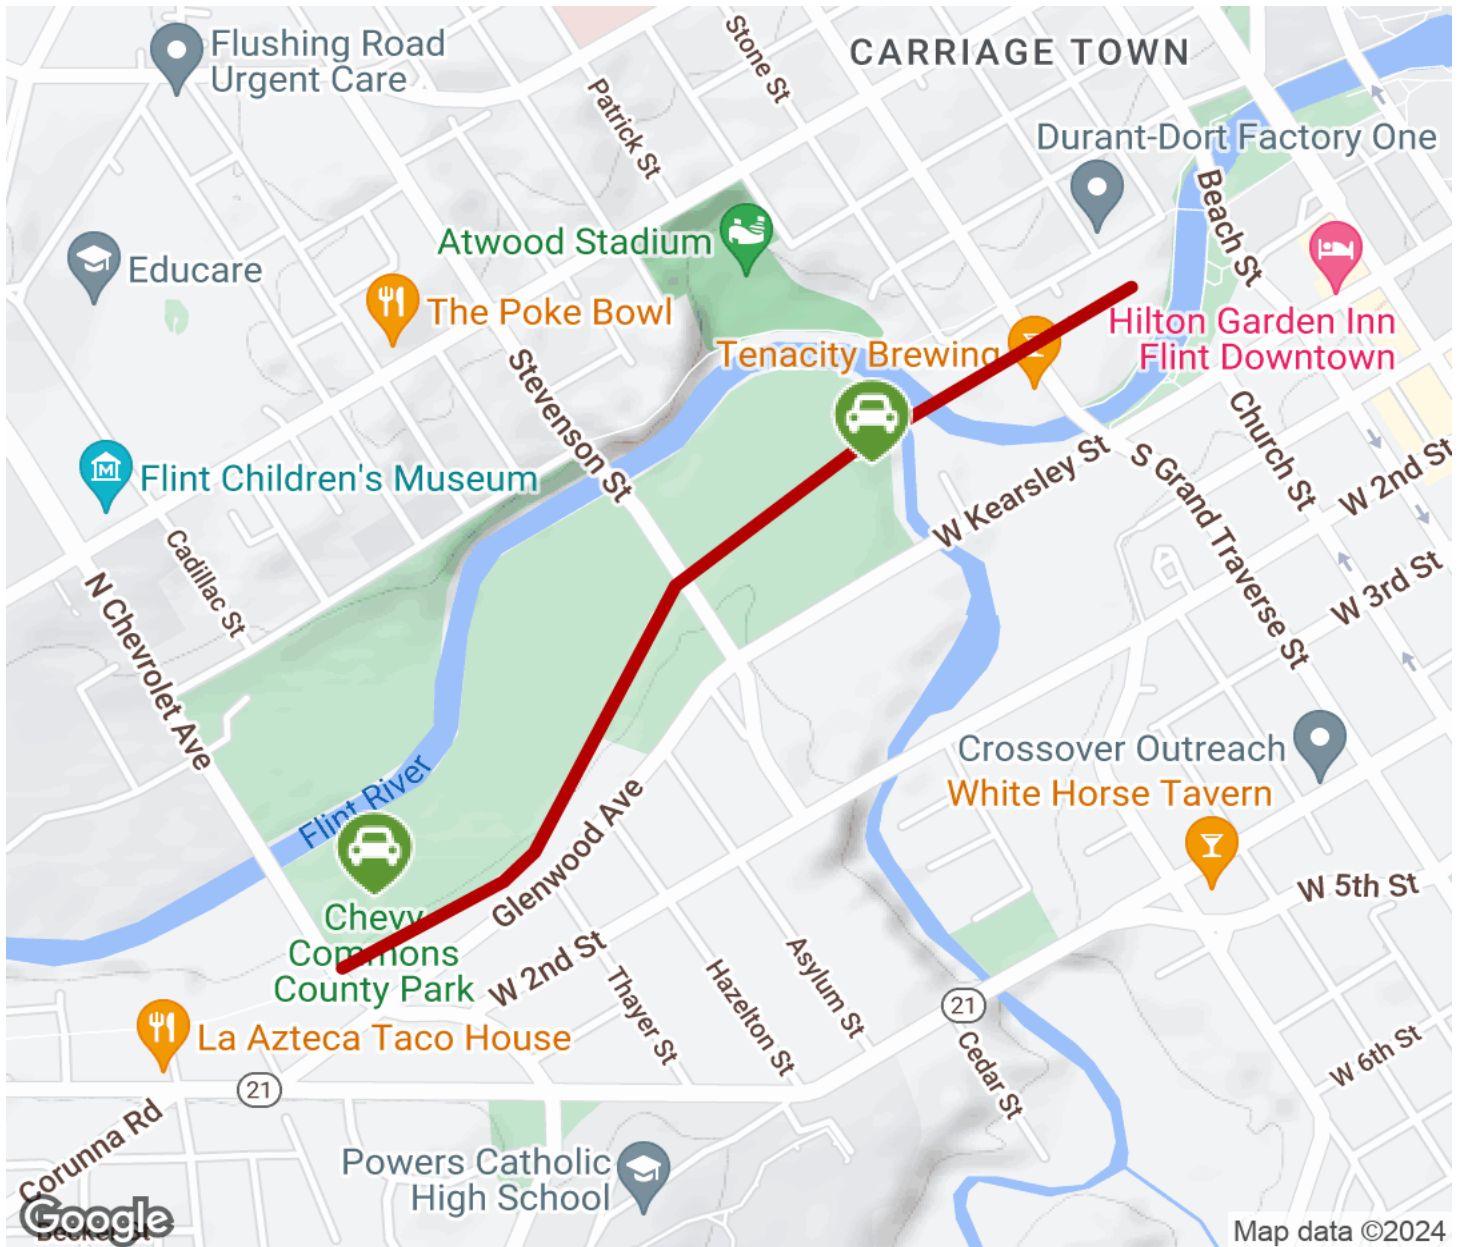 Flushing Road
Urgent Care
Stone St
CARRIAGE TOWN
Patrick St
Durant-Dort Factory One
Beach St
Atwood Stadium
Educare
The Poke Bowl
Hilton Garden Inn
Flint Downtown
Tenacity Brewing
Stevenson St
Church St
W Kearsley St
S Grand Traverse St
W 2nd St
Flint Children's Museum
Cadillac St
N Chevrolet Ave
W 3rd St
Flint River
Crossover Outreach
White Horse Tavern
Glenwood Ave
W 5th St
Chevy
Commons
County Park
W 2nd St
Thayer St
Hazelton St
Asylum St
21
La Azteca Taco House
Cedar St
W 6th St
21
Corunna Rd
Powers Catholic
High School
Google
Map data ©2024